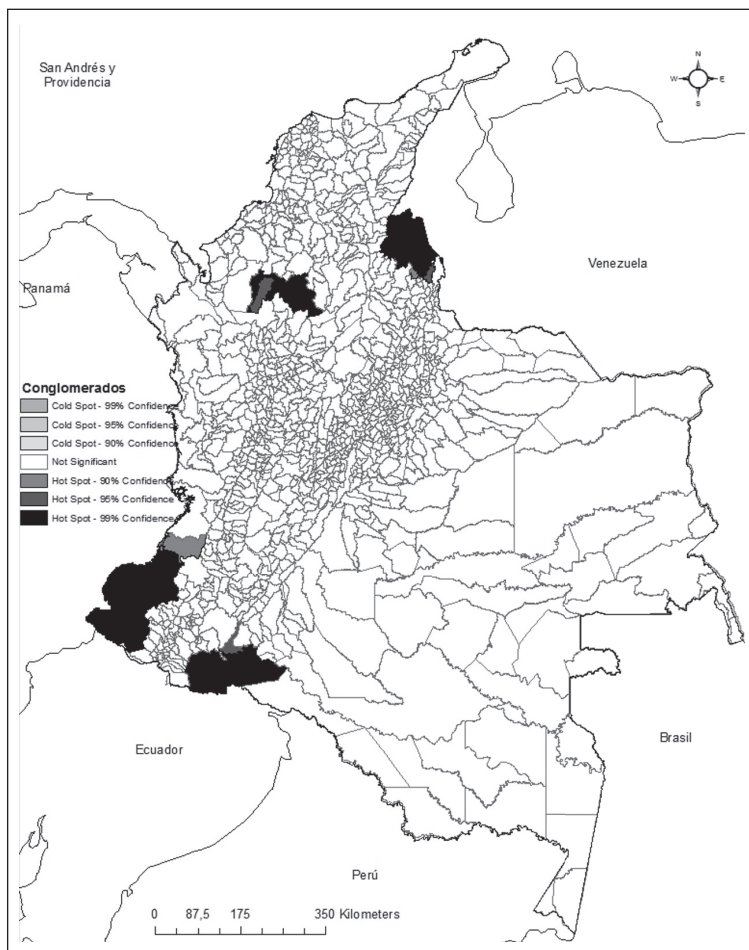 San Andrés y
Providencia
N
W
E
S
Venezuela
Panamá
Conglomerados
Cold Spot - 99% Confidence
Cold Spot - 95% Confidence
Cold Spot - 90% Confidence
Not Significant
Hot Spot - 90% Confidence
Hot Spot - 95% Confidence
Hot Spot - 99% Confidence
Ecuador
Brasil
Perú
0 87,5 175 350 Kilometers